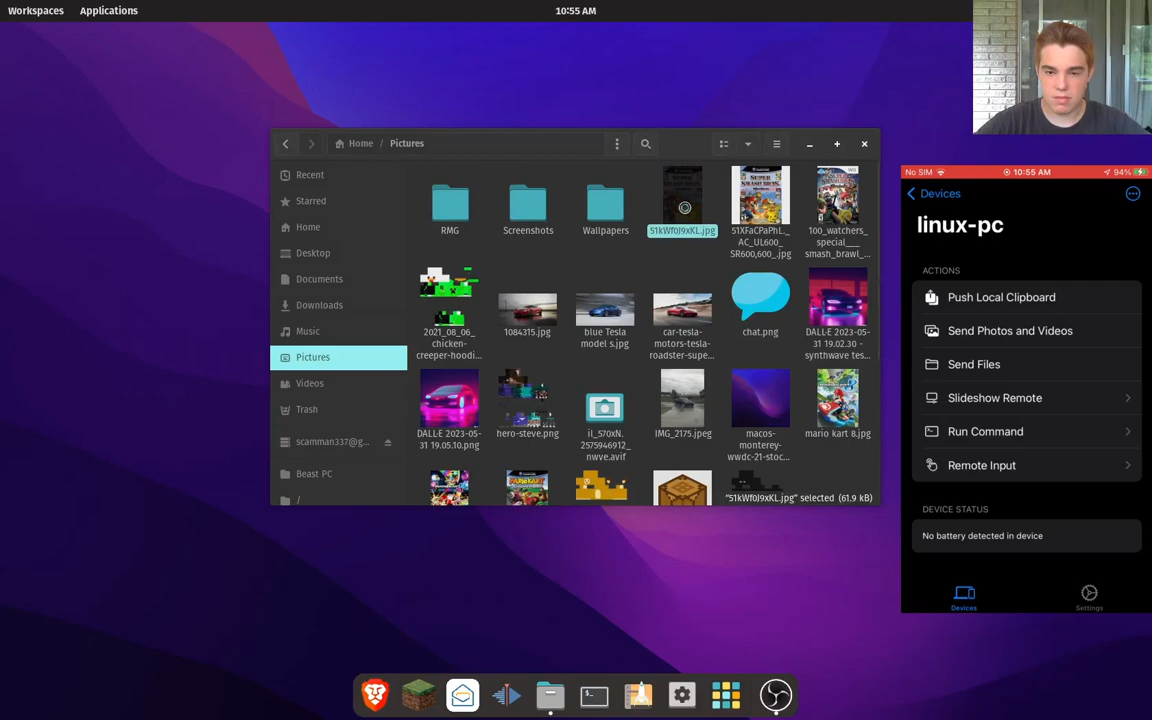 Workspaces Applications 10:55 AM
Home Pictures
Recent
Starred
Home
Desktop
Documents
Downloads
Music
Pictures
Videos
Trash
scamman337@g...
Beast PC
/
RMG
Screenshots
Wallpapers
51kWf0J9xKL.jpg
51XFaCPaPhL._
AC_UL600_
SR600,600_.jpg
100_watchers_
special___
smash_brawl_...
2021_08_06_
chicken-
creeper-hoodi...
1084315.jpg
blue Tesla
model s.jpg
car-tesla-
motors-tesla-
roadster-supe...
chat.png
DALL·E 2023-05-
31 19.02.30 -
synthwave tes...
DALL·E 2023-05-
31 19.05.10.png
hero-steve.png
il_570xN.
2575946912_
nwve.avif
IMG_2175.jpeg
macos-
monterey-
wwdc-21-stoc...
mario kart 8.jpg
"51kWf0J9xKL.jpg" selected (61.9 kB)
No SIM 10:55 AM 94%
Devices
linux-pc
ACTIONS
Push Local Clipboard
Send Photos and Videos
Send Files
Slideshow Remote
Run Command
Remote Input
DEVICE STATUS
No battery detected in device
Devices Settings